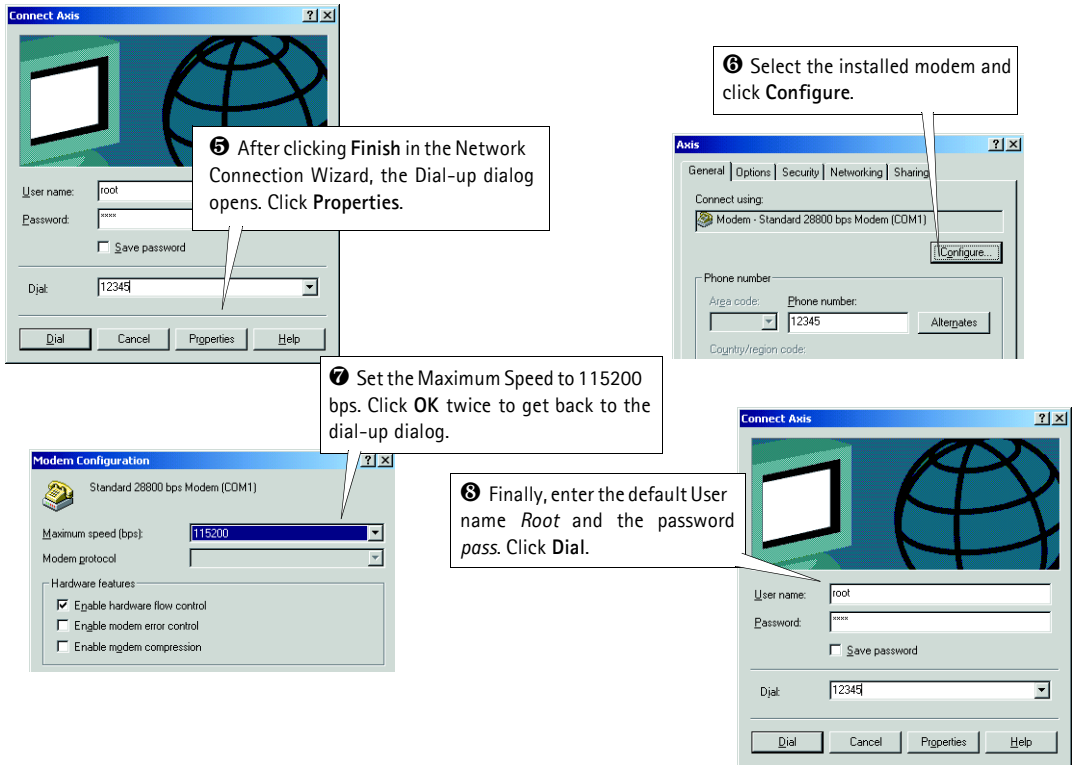 Connect Axis
❺ After clicking Finish in the Network
Connection Wizard, the Dial-up dialog
opens. Click Properties.
User name:
root
Password:
xxxx
Save password
Dial:
12345
Dial
Cancel
Properties
Help
❻ Select the installed modem and
click Configure.
Axis
General
Options
Security
Networking
Sharing
Connect using:
Modem - Standard 28800 bps Modem (COM1)
Configure...
Phone number
Area code:
Phone number:
12345
Alternates
Country/region code:
❼ Set the Maximum Speed to 115200
bps. Click OK twice to get back to the
dial-up dialog.
Modem Configuration
Standard 28800 bps Modem (COM1)
Maximum speed (bps):
115200
Modem protocol
Hardware features
Enable hardware flow control
Enable modem error control
Enable modem compression
❽ Finally, enter the default User
name Root and the password
pass. Click Dial.
Connect Axis
User name:
root
Password:
xxxx
Save password
Dial:
12345
Dial
Cancel
Properties
Help